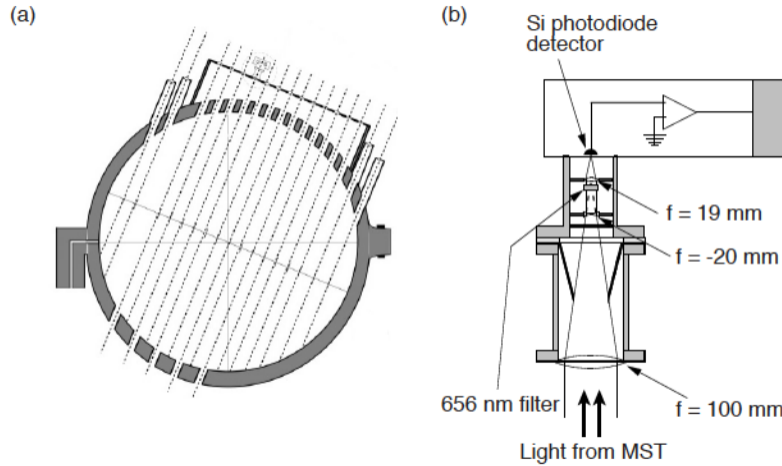 (a)
(b)
Si photodiode
detector
f = 19 mm
f = -20 mm
656 nm filter
f = 100 mm
Light from MST